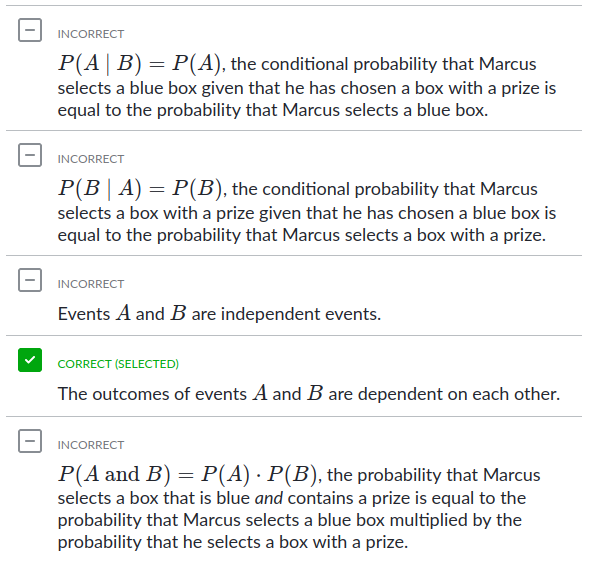 INCORRECT
P(A | B) = P(A), the conditional probability that Marcus
selects a blue box given that he has chosen a box with a prize is
equal to the probability that Marcus selects a blue box.
INCORRECT
P(B | A) = P(B), the conditional probability that Marcus
selects a box with a prize given that he has chosen a blue box is
equal to the probability that Marcus selects a box with a prize.
INCORRECT
Events A and B are independent events.
CORRECT (SELECTED)
The outcomes of events A and B are dependent on each other.
INCORRECT
P(A and B) = P(A) · P(B), the probability that Marcus
selects a box that is blue and contains a prize is equal to the
probability that Marcus selects a blue box multiplied by the
probability that he selects a box with a prize.